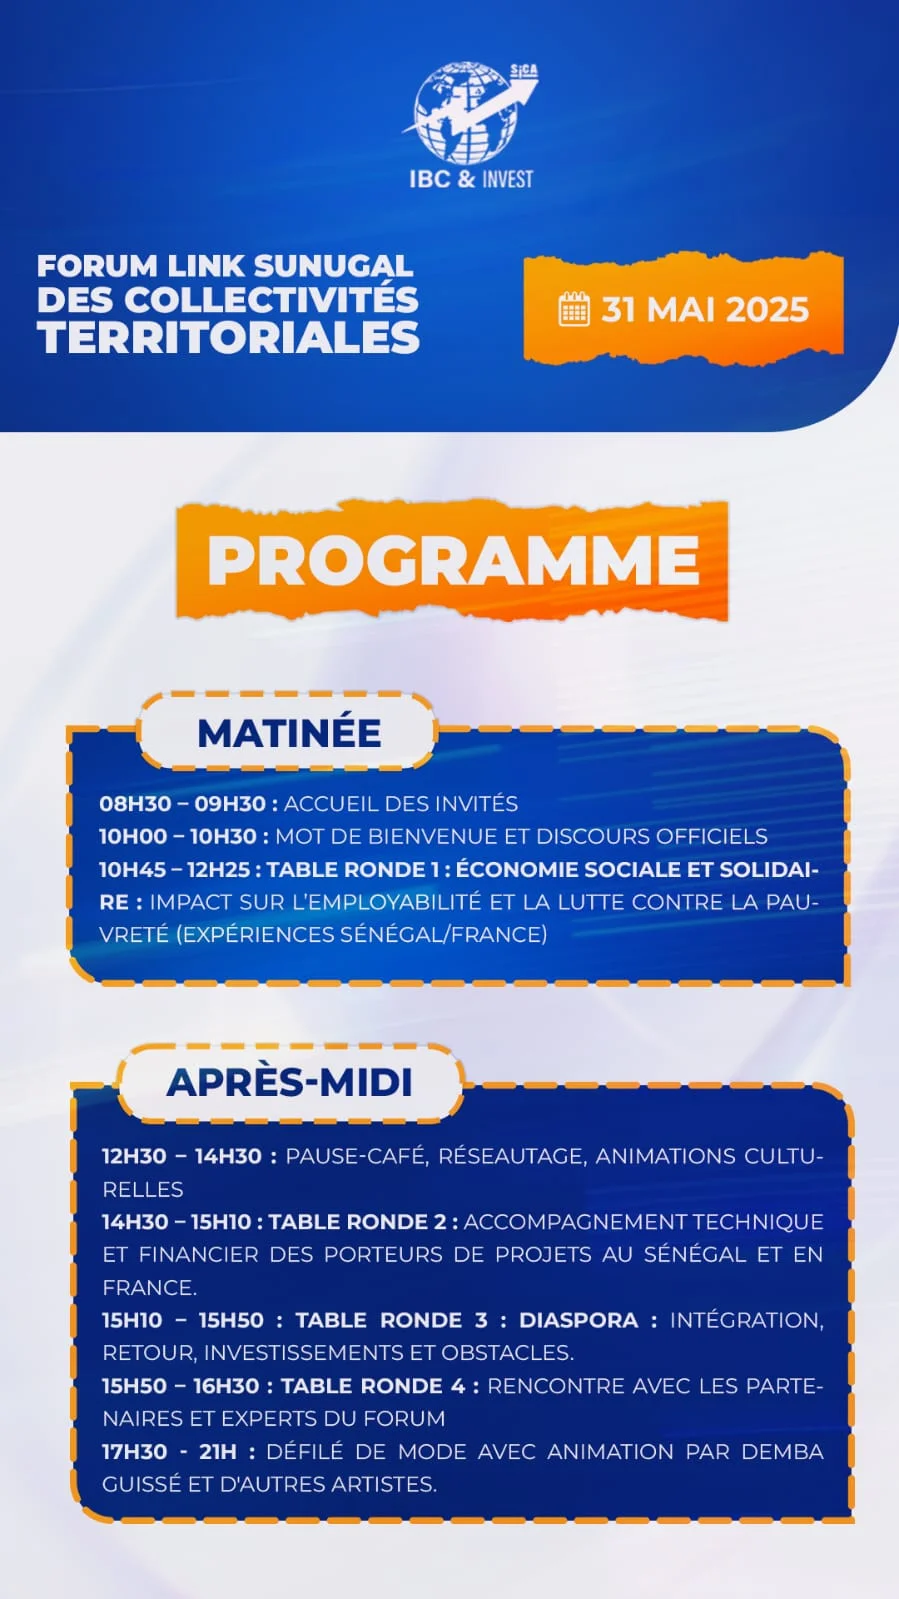 SiCA
IBC & INVEST
FORUM LINK SUNUGAL
DES COLLECTIVITÉS
TERRITORIALES
31 MAI 2025
PROGRAMME
MATINÉE
08H30 – 09H30 : ACCUEIL DES INVITÉS
10H00 – 10H30 : MOT DE BIENVENUE ET DISCOURS OFFICIELS
10H45 – 12H25 : TABLE RONDE 1 : ÉCONOMIE SOCIALE ET SOLIDAI-
RE : IMPACT SUR L'EMPLOYABILITÉ ET LA LUTTE CONTRE LA PAU-
VRETÉ (EXPÉRIENCES SÉNÉGAL/FRANCE)
APRÈS-MIDI
12H30 – 14H30 : PAUSE-CAFÉ, RÉSEAUTAGE, ANIMATIONS CULTU-
RELLES
14H30 – 15H10 : TABLE RONDE 2 : ACCOMPAGNEMENT TECHNIQUE
ET FINANCIER DES PORTEURS DE PROJETS AU SÉNÉGAL ET EN
FRANCE.
15H10 – 15H50 : TABLE RONDE 3 : DIASPORA : INTÉGRATION,
RETOUR, INVESTISSEMENTS ET OBSTACLES.
15H50 – 16H30 : TABLE RONDE 4 : RENCONTRE AVEC LES PARTE-
NAIRES ET EXPERTS DU FORUM
17H30 - 21H : DÉFILÉ DE MODE AVEC ANIMATION PAR DEMBA
GUISSÉ ET D'AUTRES ARTISTES.